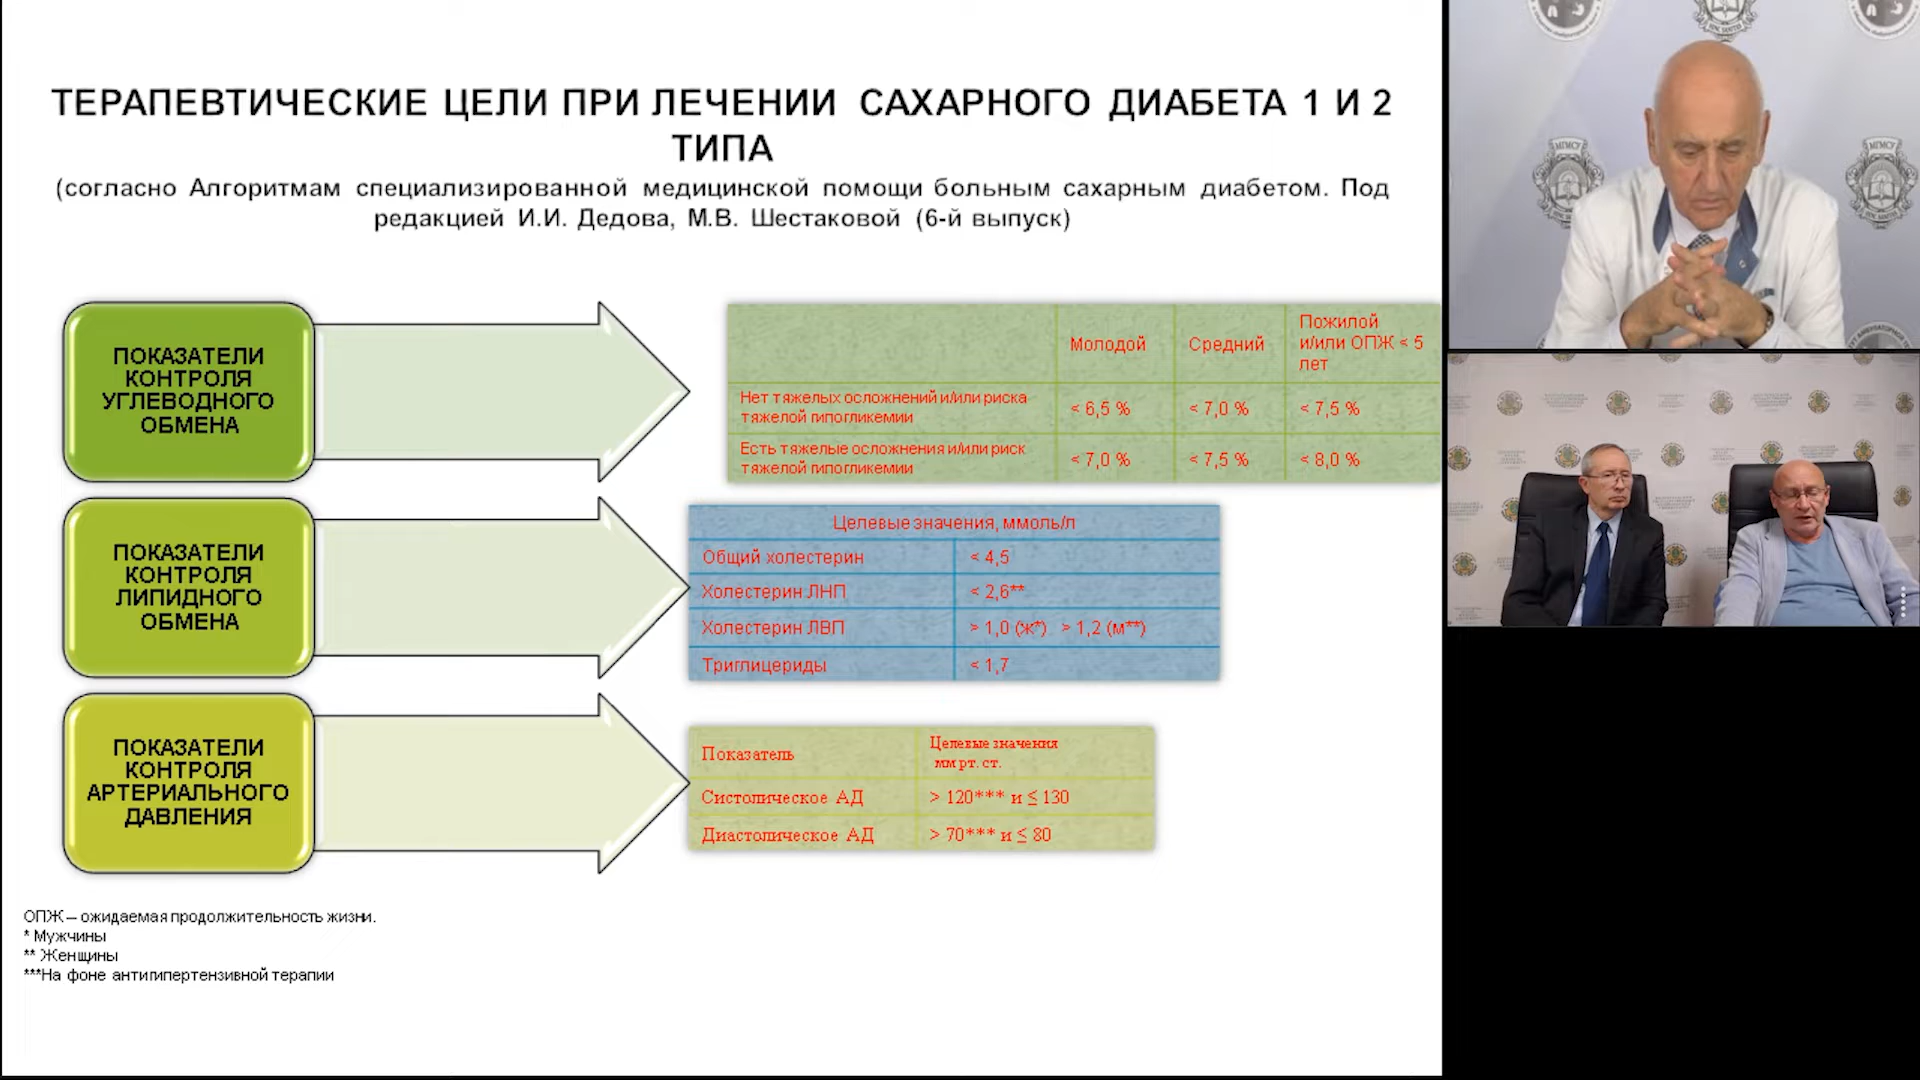 ТЕРАПЕВТИЧЕСКИЕ ЦЕЛИ ПРИ ЛЕЧЕНИИ САХАРНОГО ДИАБЕТА 1 И 2
ТИПА
(согласно Алгоритмам специализированной медицинской помощи больным сахарным диабетом. Под
редакцией И.И. Дедова, М.В. Шестаковой (6-й выпуск)
ПОКАЗАТЕЛИ
КОНТРОЛЯ
УГЛЕВОДНОГО
ОБМЕНА
Молодой
Средний
Пожилой
и/или ОПЖ < 5
лет
Нет тяжелых осложнений и/или риска
тяжелой гипогликемии
< 6,5 %
< 7,0 %
< 7,5 %
Есть тяжелые осложнения и/или риск
тяжелой гипогликемии
< 7,0 %
< 7,5 %
< 8,0 %
ПОКАЗАТЕЛИ
КОНТРОЛЯ
ЛИПИДНОГО
ОБМЕНА
Целевые значения, ммоль/л
Общий холестерин
< 4,5
Холестерин ЛНП
< 2,6**
Холестерин ЛВП
> 1,0 (ж*) > 1,2 (м**)
Триглицериды
< 1,7
ПОКАЗАТЕЛИ
КОНТРОЛЯ
АРТЕРИАЛЬНОГО
ДАВЛЕНИЯ
Показатель
Целевые значения
мм рт. ст.
Систолическое АД
> 120*** и ≤ 130
Диастолическое АД
> 70*** и ≤ 80
ОПЖ – ожидаемая продолжительность жизни.
* Мужчины
** Женщины
***На фоне антигипертензивной терапии
МГМСУ
МГМСУ